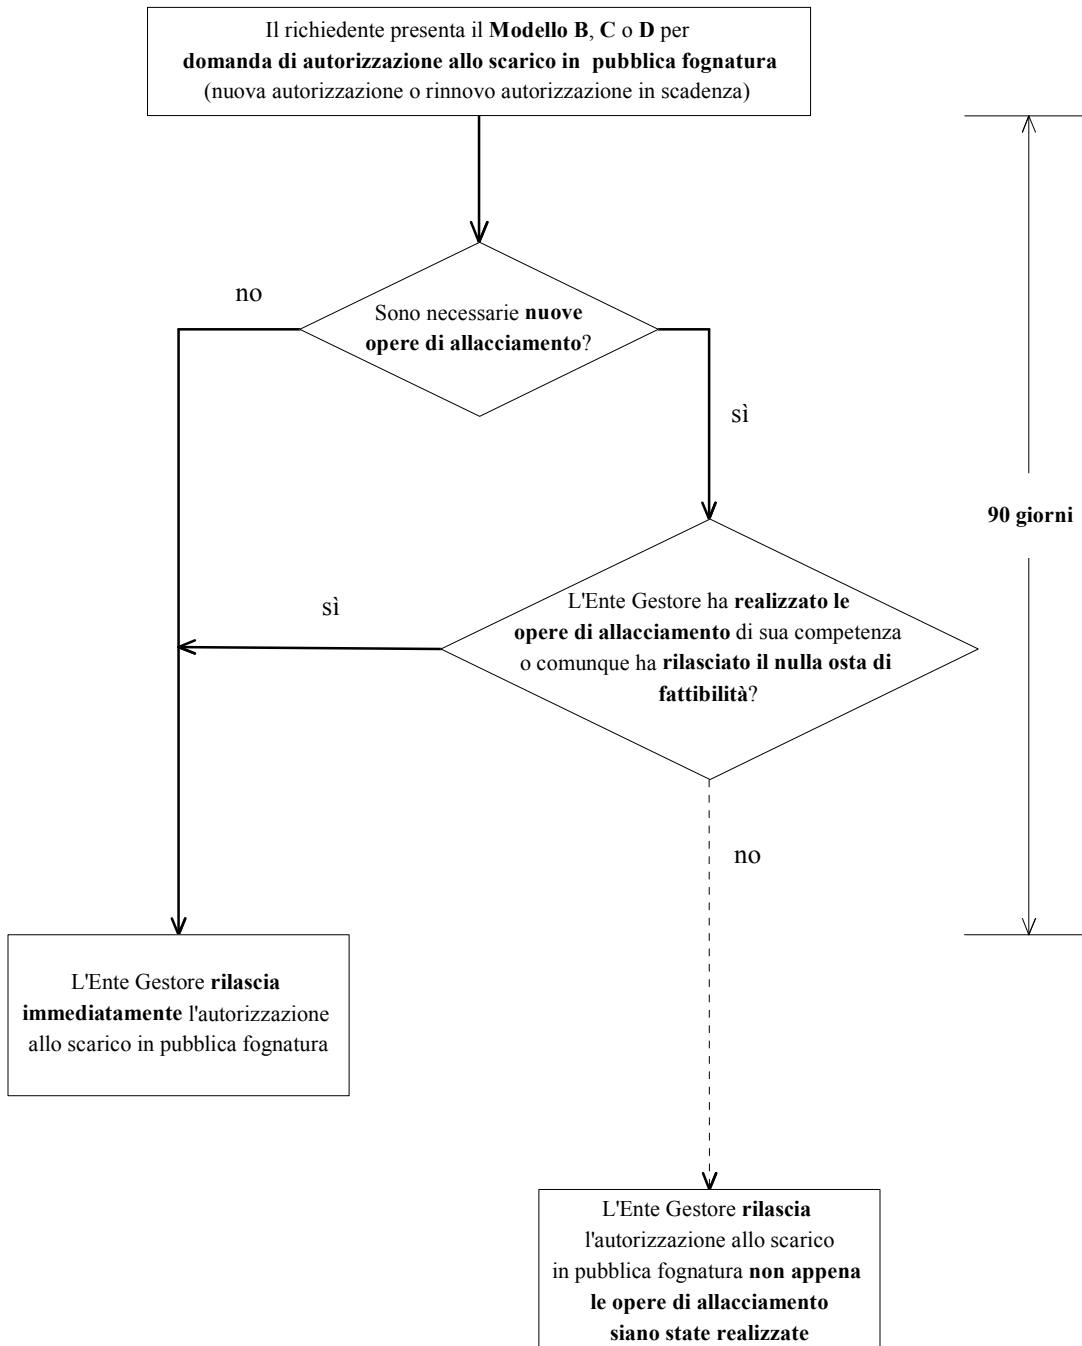 Il richiedente presenta il Modello B, C o D per
domanda di autorizzazione allo scarico in pubblica fognatura
(nuova autorizzazione o rinnovo autorizzazione in scadenza)
no
Sono necessarie nuove
opere di allacciamento?
sì
90 giorni
sì
L'Ente Gestore ha realizzato le
opere di allacciamento di sua competenza
o comunque ha rilasciato il nulla osta di
fattibilità?
no
L'Ente Gestore rilascia
immediatamente l'autorizzazione
allo scarico in pubblica fognatura
L'Ente Gestore rilascia
l'autorizzazione allo scarico
in pubblica fognatura non appena
le opere di allacciamento
siano state realizzate